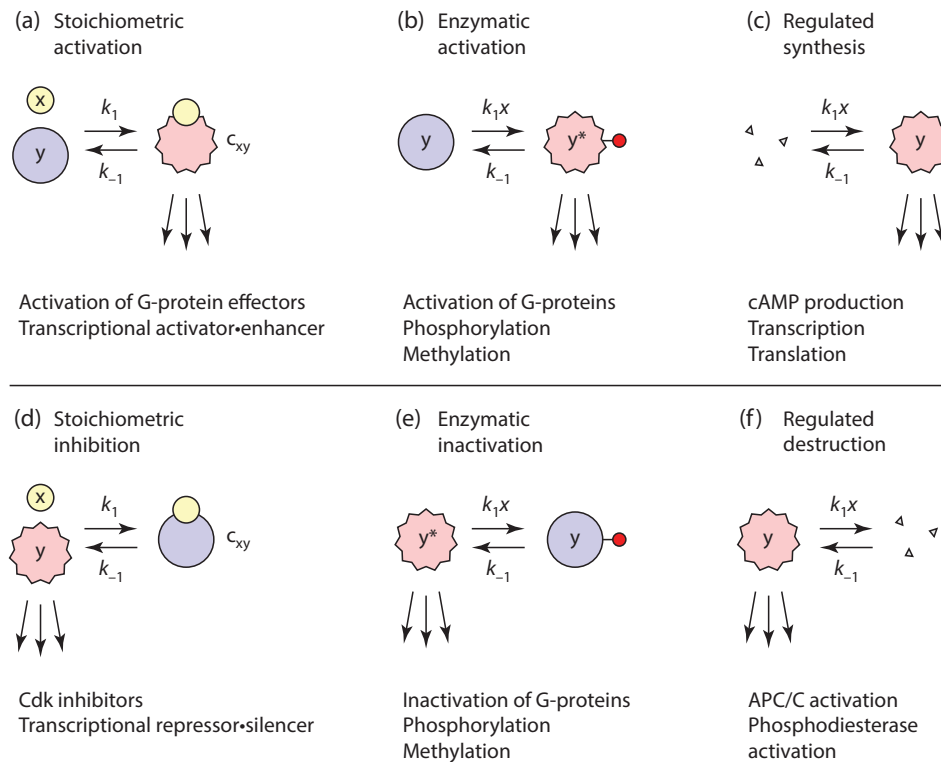 (a) Stoichiometric
activation
x
y
k₁
k₋₁
cₓᵧ
Activation of G-protein effectors
Transcriptional activator•enhancer
(b) Enzymatic
activation
y
k₁x
k₋₁
y*
Activation of G-proteins
Phosphorylation
Methylation
(c) Regulated
synthesis
k₁x
k₋₁
y
cAMP production
Transcription
Translation
(d) Stoichiometric
inhibition
x
y
k₁
k₋₁
cₓᵧ
Cdk inhibitors
Transcriptional repressor•silencer
(e) Enzymatic
inactivation
y*
k₁x
k₋₁
y
Inactivation of G-proteins
Phosphorylation
Methylation
(f) Regulated
destruction
y
k₁x
k₋₁
APC/C activation
Phosphodiesterase
activation